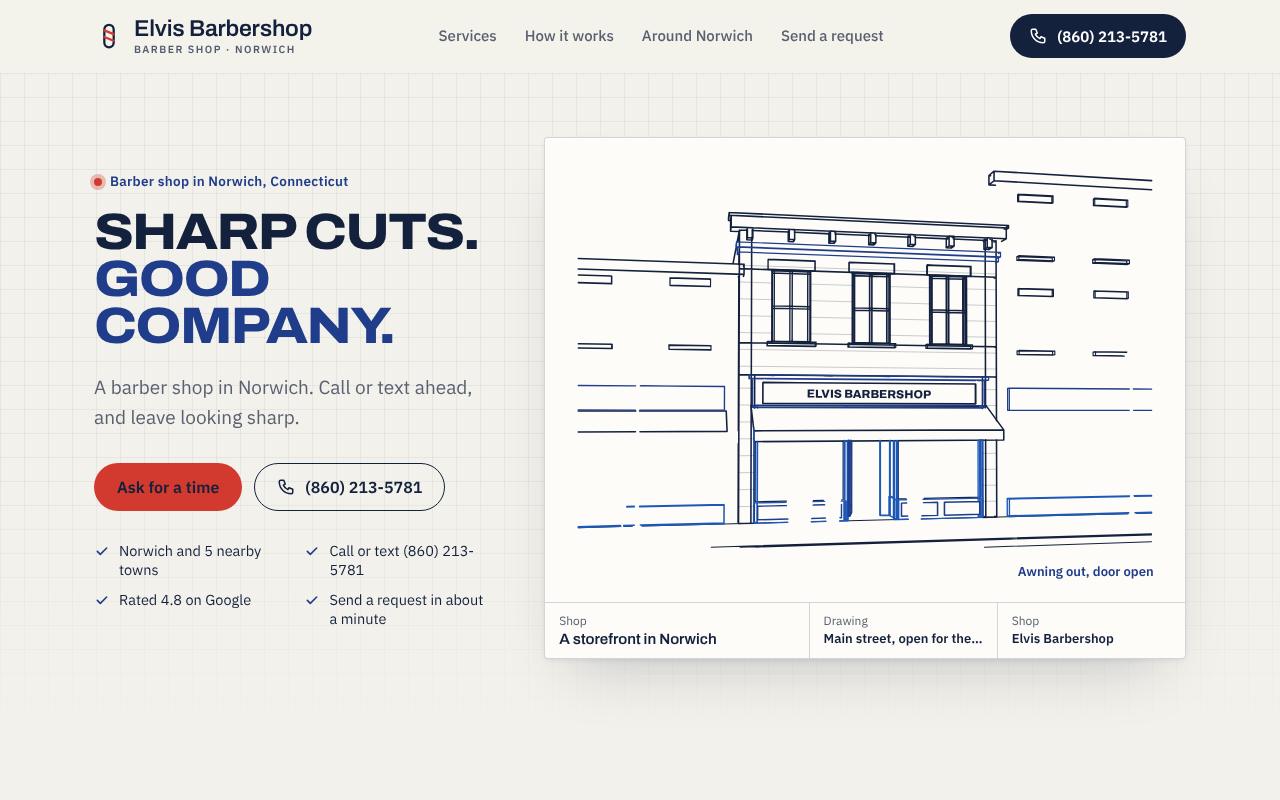 Elvis Barbershop
BARBER SHOP · NORWICH
Services
How it works
Around Norwich
Send a request
(860) 213-5781
Barber shop in Norwich, Connecticut
SHARP CUTS.
GOOD
COMPANY.
A barber shop in Norwich. Call or text ahead,
and leave looking sharp.
Ask for a time
(860) 213-5781
Norwich and 5 nearby
towns
Call or text (860) 213-
5781
Rated 4.8 on Google
Send a request in about
a minute
ELVIS BARBERSHOP
Awning out, door open
Shop
A storefront in Norwich
Drawing
Main street, open for the…
Shop
Elvis Barbershop